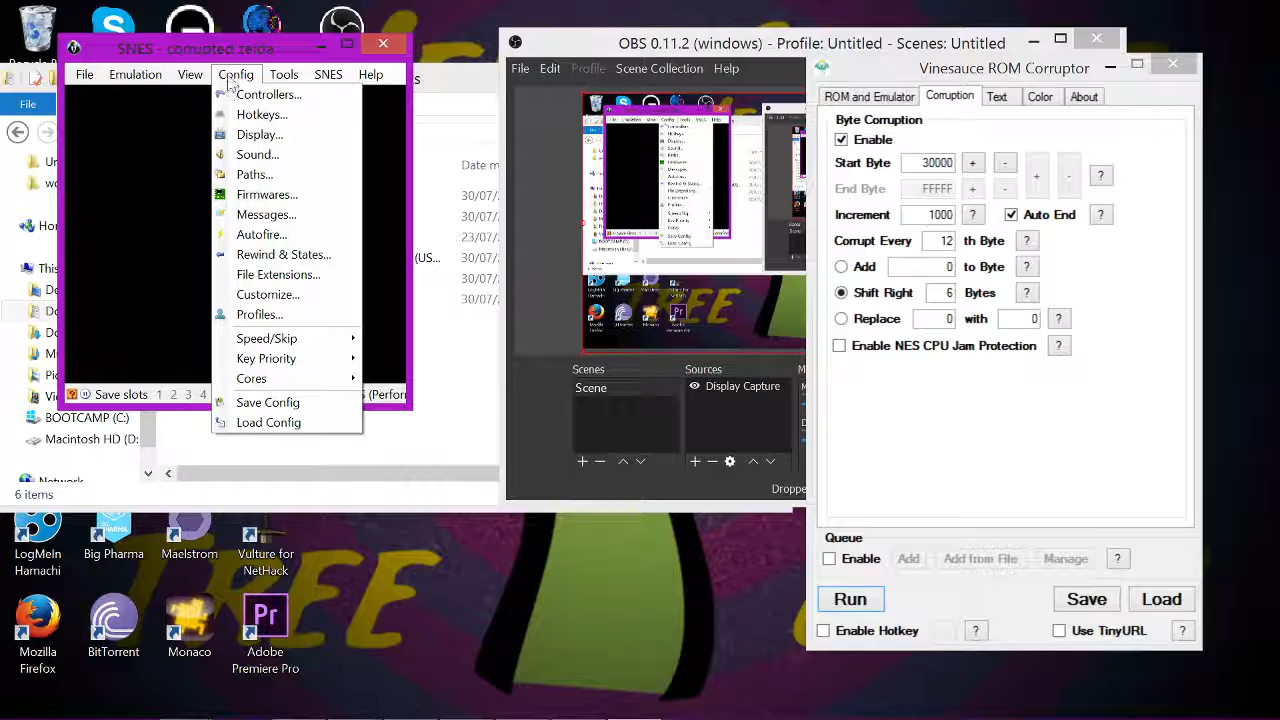 SNES - corrupted zelda
File Emulation View Config Tools SNES Help
Controllers...
Hotkeys...
Display...
Sound...
Paths...
Firmwares...
Messages...
Autofire...
Rewind & States...
File Extensions...
Customize...
Profiles...
Speed/Skip
Key Priority
Cores
Save Config
Load Config
Save slots 1 2 3 4
(Perfor
File
Date m
30/07/
(US...
23/07/
30/07/
30/07/
BOOTCAMP (C:)
Macintosh HD (D:
Network
6 items
OBS 0.11.2 (windows) - Profile: Untitled - Scenes: Untitled
File Edit Profile Scene Collection Help
Scenes
Scene
Sources
Display Capture
Droppe
Vinesauce ROM Corruptor
ROM and Emulator Corruption Text Color About
Byte Corruption
Enable
Start Byte 30000 + - + - ?
End Byte FFFFF + -
Increment 1000 ? Auto End ?
Corrupt Every 12 th Byte ?
Add 0 to Byte ?
Shift Right 6 Bytes ?
Replace 0 with 0 ?
Enable NES CPU Jam Protection ?
Queue
Enable Add Add from File Manage ?
Run Save Load
Enable Hotkey ? Use TinyURL ?
LogMeIn Hamachi
Big Pharma
Maelstrom
Vulture for NetHack
Mozilla Firefox
BitTorrent
Monaco
Adobe Premiere Pro
TREE